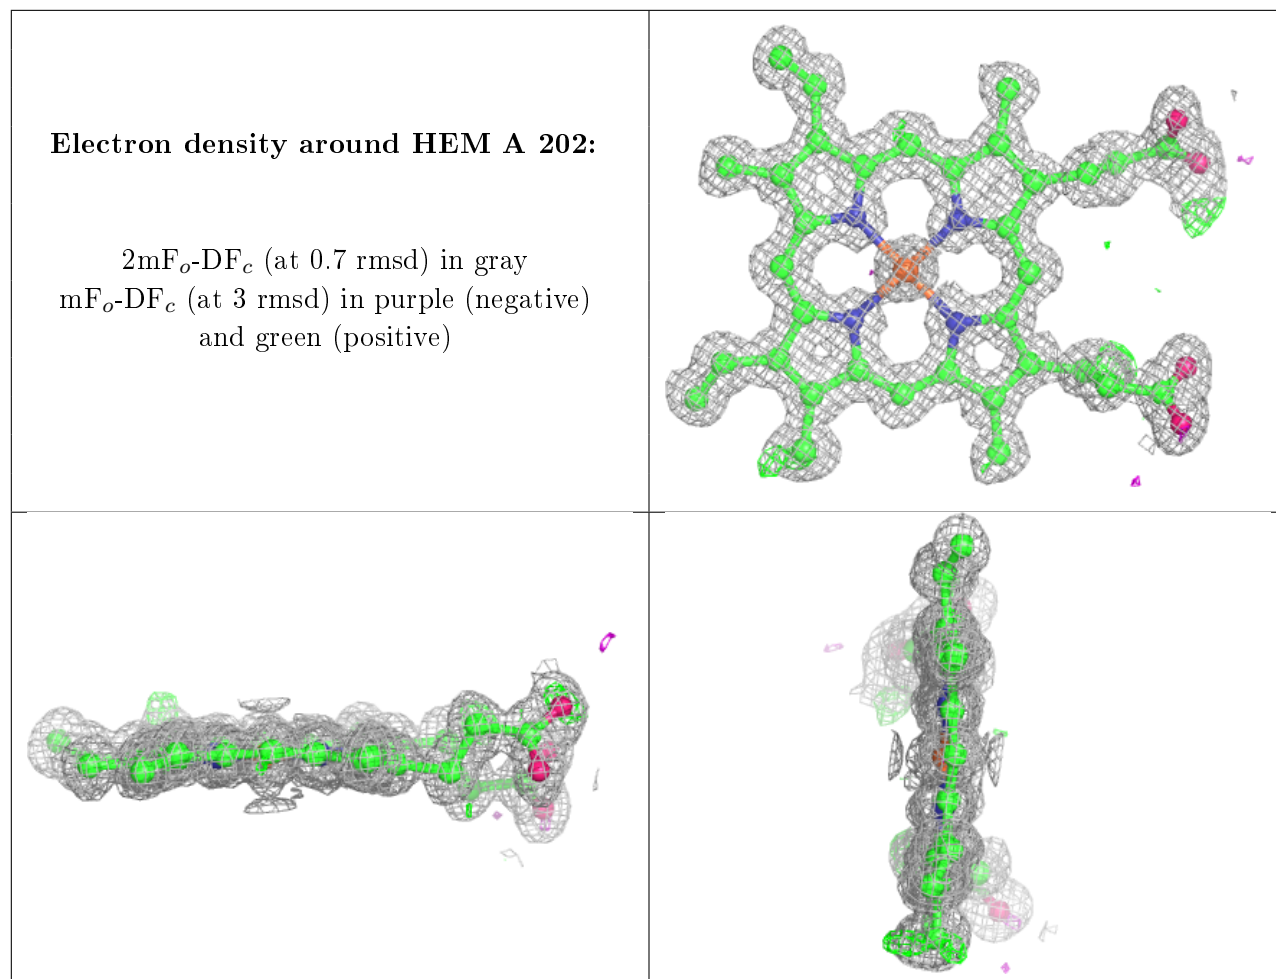 Electron density around HEM A 202:
2mFo-DFc (at 0.7 rmsd) in gray
mFo-DFc (at 3 rmsd) in purple (negative)
and green (positive)